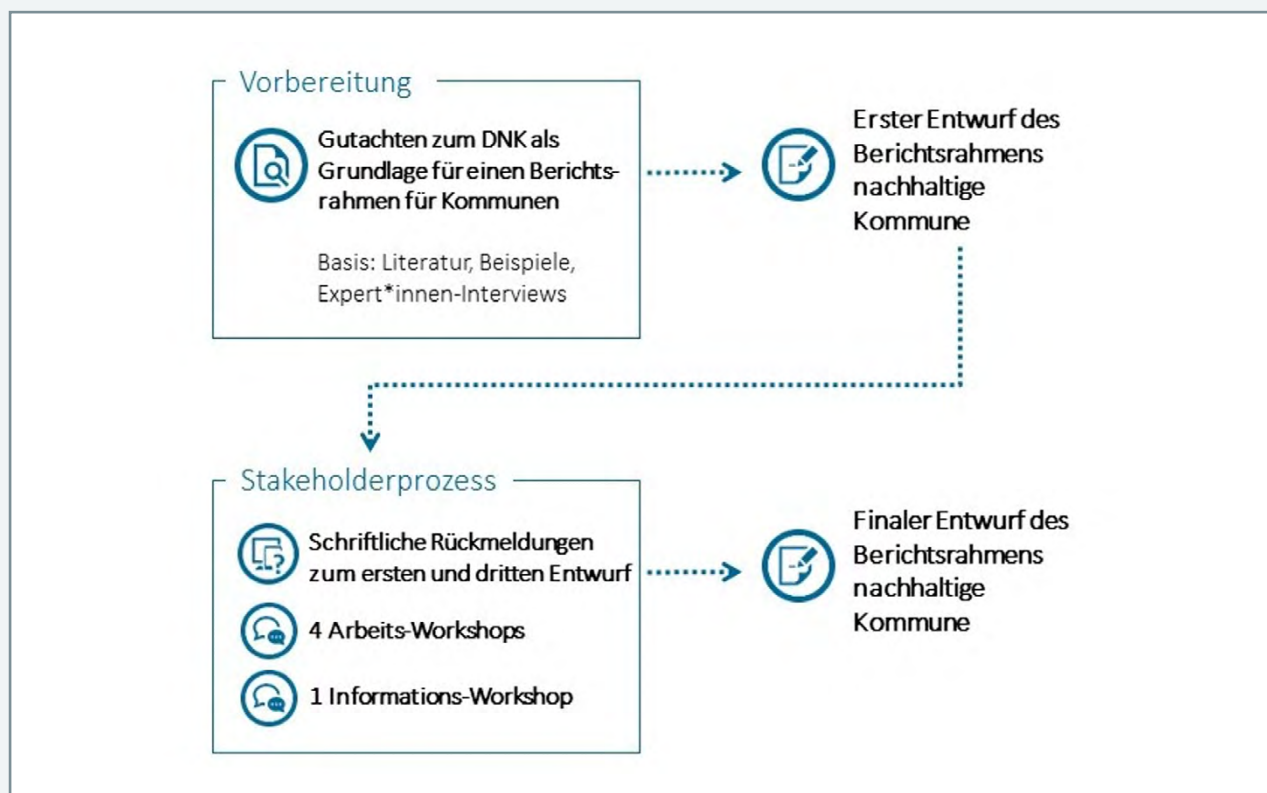 Vorbereitung
Gutachten zum DNK als
Grundlage für einen Berichts-
rahmen für Kommunen
Basis: Literatur, Beispiele,
Expert*innen-Interviews
Erster Entwurf des
Berichtsrahmens
nachhaltige
Kommune
Stakeholderprozess
Schriftliche Rückmeldungen
zum ersten und dritten Entwurf
4 Arbeits-Workshops
1 Informations-Workshop
Finaler Entwurf des
Berichtsrahmens
nachhaltige
Kommune